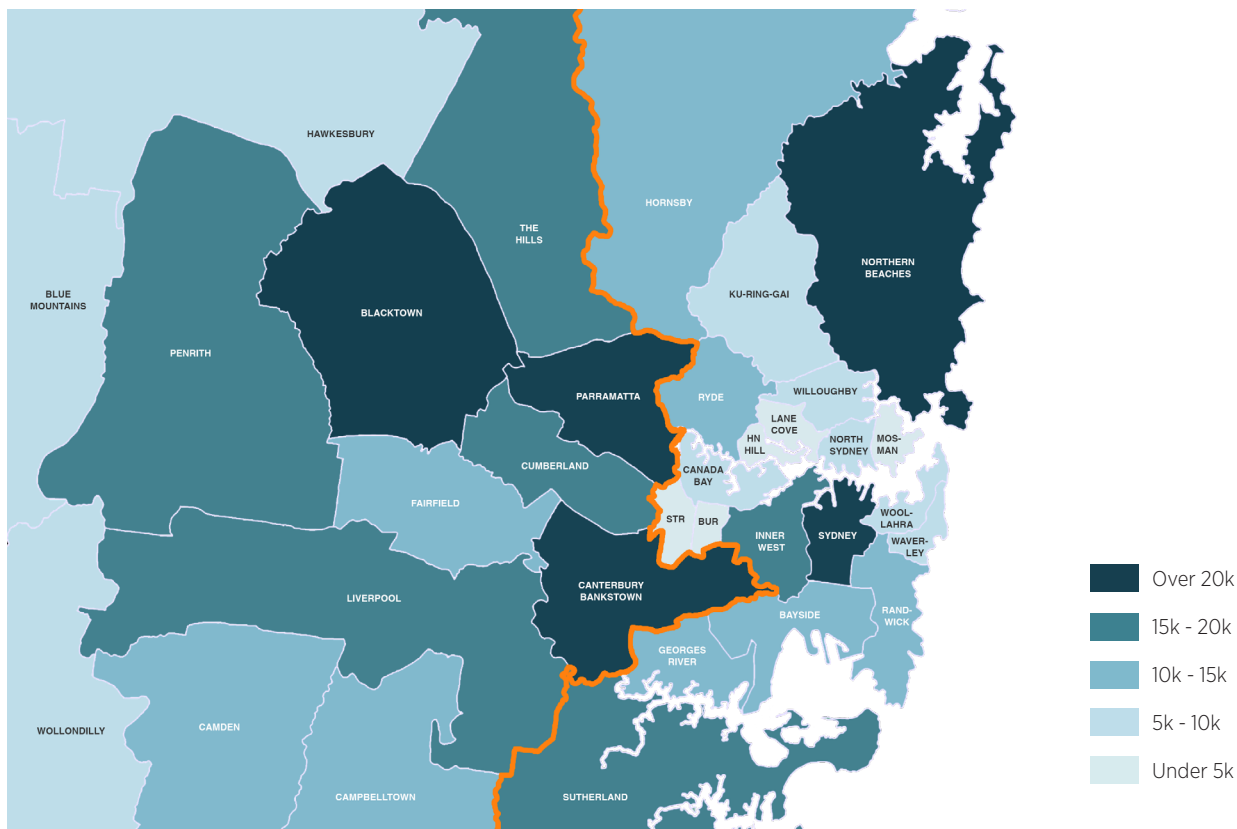 HAWKESBURY
HORNSBY
THE
HILLS
NORTHERN
BEACHES
BLUE
MOUNTAINS
KU-RING-GAI
BLACKTOWN
PENRITH
PARRAMATTA
RYDE
WILLOUGHBY
LANE
COVE
HN
HILL
NORTH
SYDNEY
MOS-
MAN
CUMBERLAND
CANADA
BAY
FAIRFIELD
STR
BUR
INNER
WEST
SYDNEY
WOOL-
LAHRA
WAVER-
LEY
CANTERBURY
BANKSTOWN
LIVERPOOL
BAYSIDE
RAND-
WICK
GEORGES
RIVER
WOLLONDILLY
CAMDEN
CAMPBELLTOWN
SUTHERLAND
Over 20k
15k - 20k
10k - 15k
5k - 10k
Under 5k